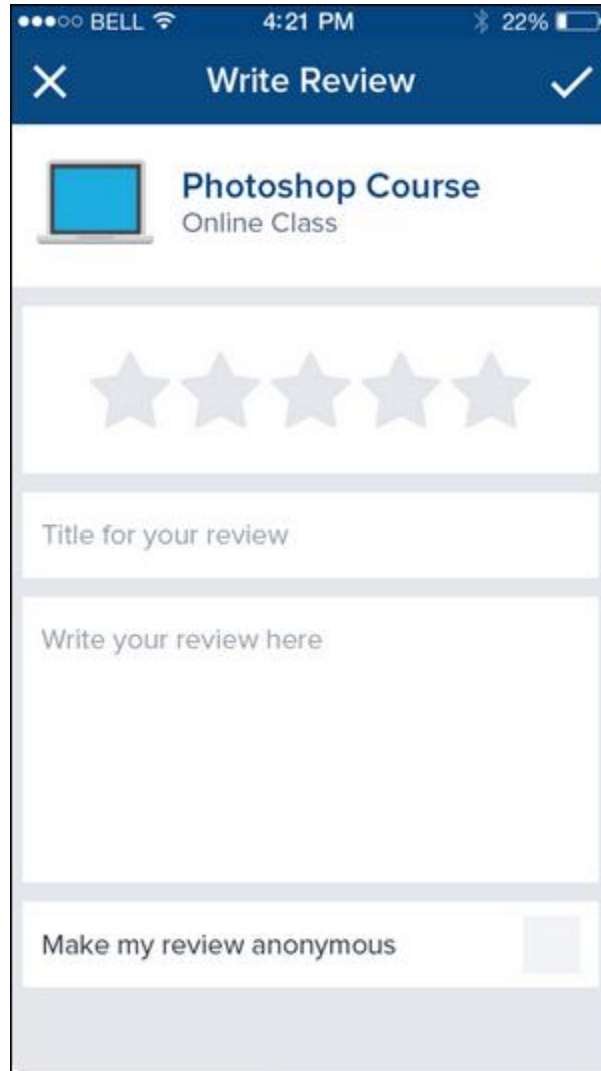 BELL 4:21 PM 22%
Write Review
Photoshop Course
Online Class
Title for your review
Write your review here
Make my review anonymous